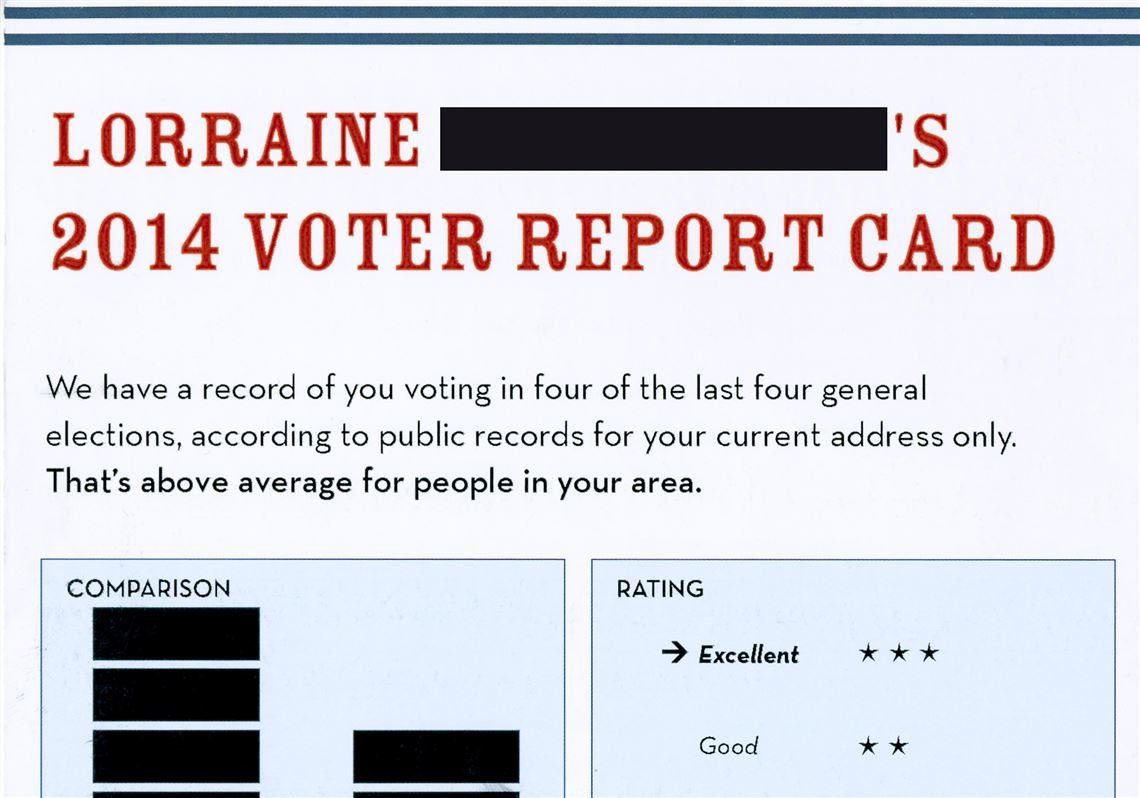 LORRAINE 'S
2014 VOTER REPORT CARD
We have a record of you voting in four of the last four general
elections, according to public records for your current address only.
That's above average for people in your area.
COMPARISON
RATING
→ Excellent ★ ★ ★
Good ★ ★